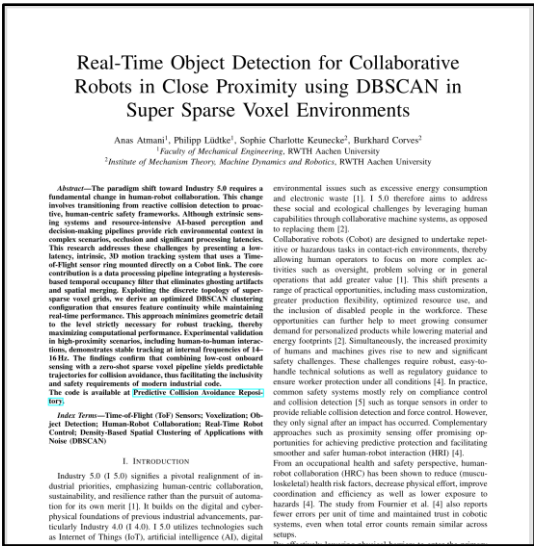 Real-Time Object Detection for Collaborative
Robots in Close Proximity using DBSCAN in
Super Sparse Voxel Environments
Anas Atmani¹, Philipp Lüdtke¹, Sophie Charlotte Keunecke², Burkhard Corves²
¹Faculty of Mechanical Engineering, RWTH Aachen University
²Institute of Mechanism Theory, Machine Dynamics and Robotics, RWTH Aachen University
Abstract—The paradigm shift toward Industry 5.0 requires a
fundamental change in human-robot collaboration. This change
involves transitioning from reactive collision detection to proac-
tive, human-centric safety frameworks. Although extrinsic sens-
ing systems and resource-intensive AI-based perception and
decision-making pipelines provide rich environmental context in
complex scenarios, occlusion and significant processing latencies.
This research addresses these challenges by presenting a low-
latency, intrinsic, 3D motion tracking system that uses a Time-
of-Flight sensor ring mounted directly on a Cobot link. The core
contribution is a data processing pipeline integrating a hysteresis-
based temporal occupancy filter that eliminates ghosting artifacts
and spatial merging. Exploiting the discrete topology of super-
sparse voxel grids, we derive an optimized DBSCAN clustering
configuration that ensures feature continuity while maintaining
real-time performance. This approach minimizes geometric detail
to the level strictly necessary for robust tracking, thereby
maximizing computational performance. Experimental validation
in high-proximity scenarios, including human-to-human interac-
tions, demonstrates stable tracking at internal frequencies of 14–
16 Hz. The findings confirm that combining low-cost onboard
sensing with a zero-shot sparse voxel pipeline yields predictable
trajectories for collision avoidance, thus facilitating the inclusivity
and safety requirements of modern industrial code.
The code is available at Predictive Collision Avoidance Reposi-
tory.
Index Terms—Time-of-Flight (ToF) Sensors; Voxelization; Ob-
ject Detection; Human-Robot Collaboration; Real-Time Robot
Control; Density-Based Spatial Clustering of Applications with
Noise (DBSCAN)
I. INTRODUCTION
Industry 5.0 (I 5.0) signifies a pivotal realignment of in-
dustrial priorities, emphasizing human-centric collaboration,
sustainability, and resilience rather than the pursuit of automa-
tion for its own merit [1]. It builds on the digital and cyber-
physical foundations of previous industrial advancements, par-
ticularly Industry 4.0 (I 4.0). I 5.0 utilizes technologies such
as Internet of Things (IoT), artificial intelligence (AI), digital
environmental issues such as excessive energy consumption
and electronic waste [1]. I 5.0 therefore aims to address
these social and ecological challenges by leveraging human
capabilities through collaborative machine systems, as opposed
to replacing them [2].
Collaborative robots (Cobot) are designed to undertake repet-
itive or hazardous tasks in contact-rich environments, thereby
allowing human operators to focus on more complex ac-
tivities such as oversight, problem solving or in general
operations that add greater value [1]. This shift presents a
range of practical opportunities, including mass customization,
greater production flexibility, optimized resource use, and
the inclusion of disabled people in the workforce. These
opportunities can further help to meet growing consumer
demand for personalized products while lowering material and
energy footprints [2]. Simultaneously, the increased proximity
of humans and machines gives rise to new and significant
safety challenges. These challenges require robust, easy-to-
handle technical solutions as well as regulatory guidance to
ensure worker protection under all conditions [4]. In practice,
common safety systems mostly rely on compliance control
and collision detection [5] such as torque sensors in order to
provide reliable collision detection and force control. However,
they only signal after an impact has occurred. Complementary
approaches such as proximity sensing offer promising op-
portunities for achieving predictive protection and facilitating
smoother and safer human-robot interaction (HRI) [4].
From an occupational health and safety perspective, human-
robot collaboration (HRC) has been shown to reduce (muscu-
loskeletal) health risk factors, decrease physical effort, improve
coordination and efficiency as well as lower exposure to
hazards [4]. The study from Fournier et al. [4] also reports
fewer errors per unit of time and maintained trust in cobotic
systems, even when total error counts remain similar across
setups.